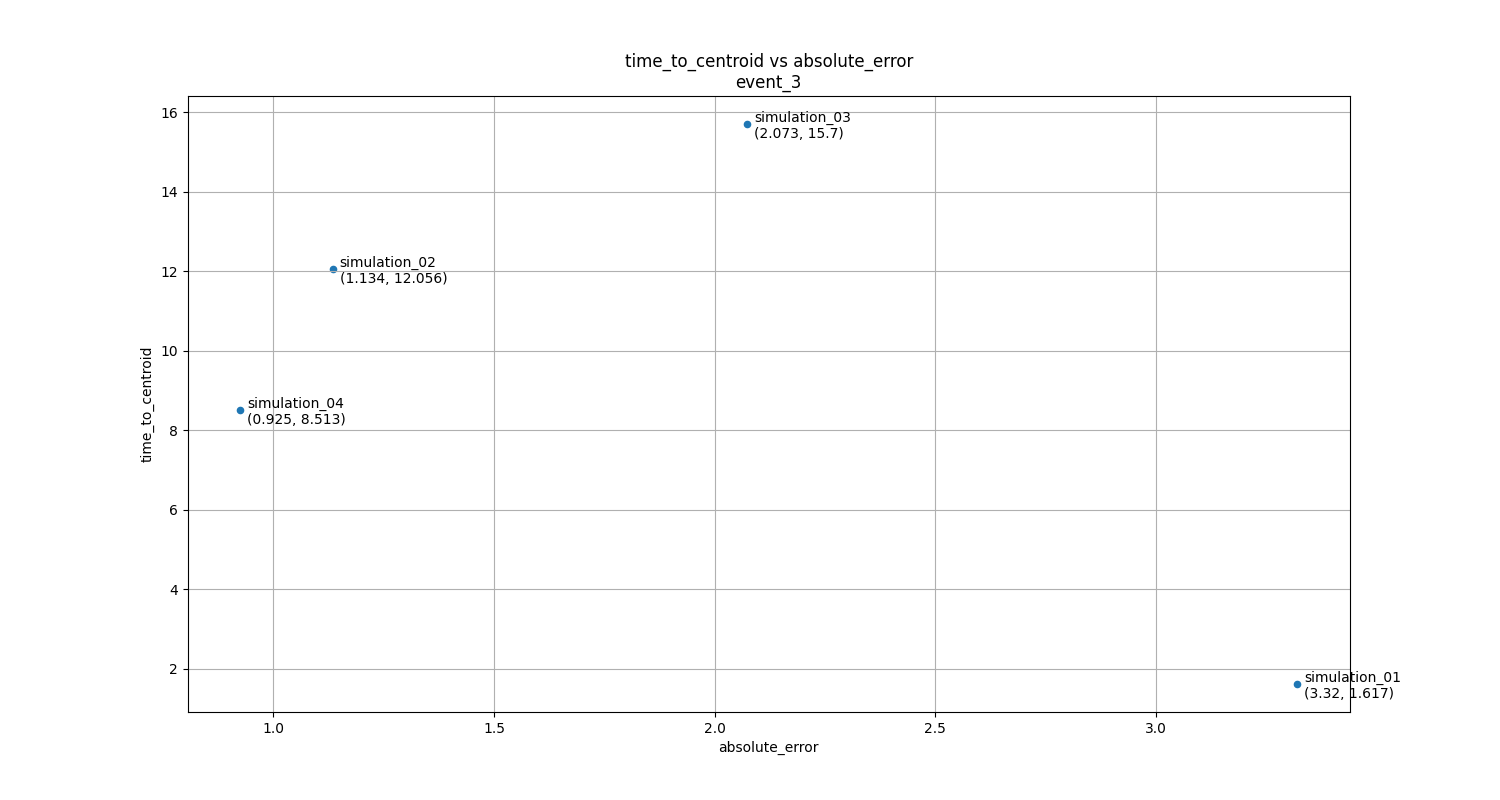 time_to_centroid vs absolute_error
event_3
16
14
12
10
8
6
4
2
time_to_centroid
simulation_03
(2.073, 15.7)
simulation_02
(1.134, 12.056)
simulation_04
(0.925, 8.513)
simulation_01
(3.32, 1.617)
1.0
1.5
2.0
2.5
3.0
absolute_error